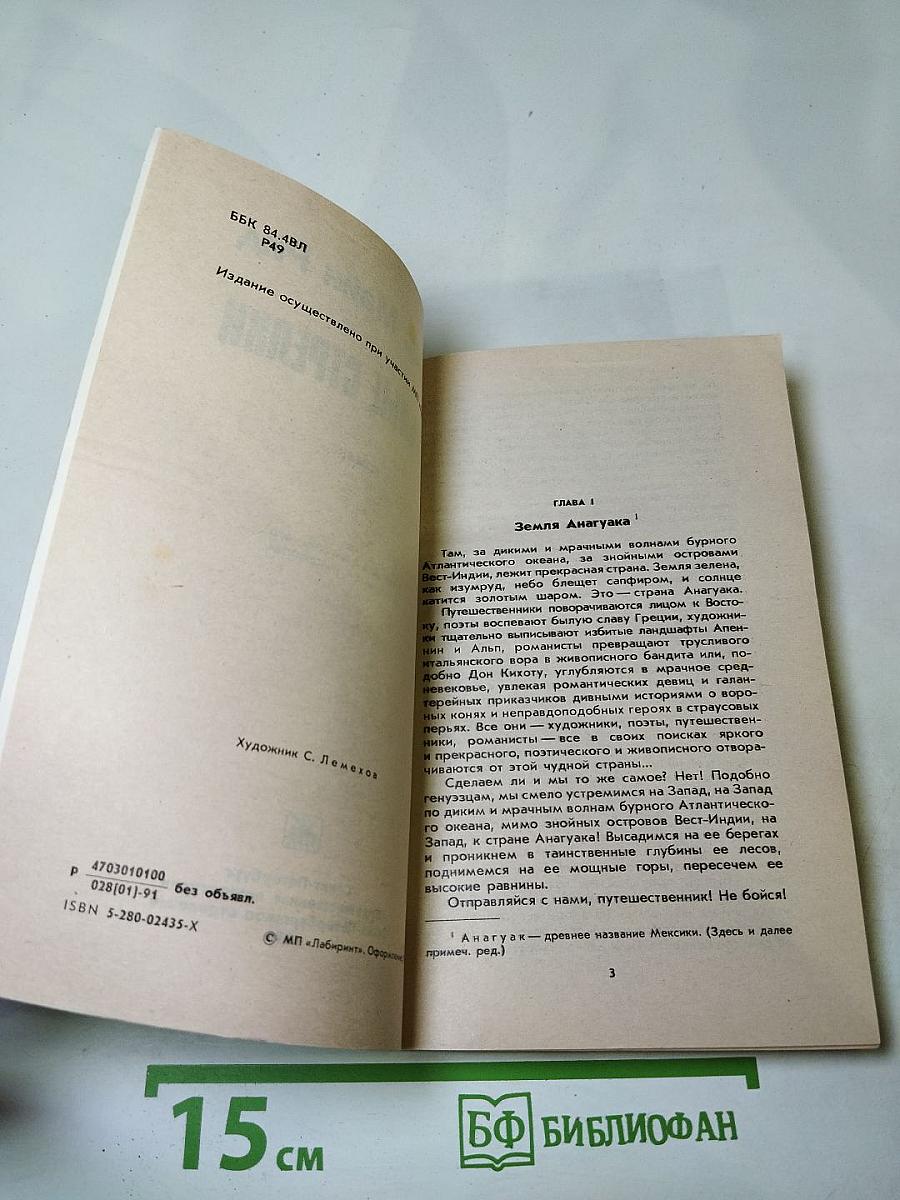 ББК 84.4ВЛ
Р49
Издание осуществлено при участии
Художник С. Лемехов
Р 4703010100
028(01)-91 без объявл.
ISBN 5-280-02435-X
© МП «Лабиринт».
ГЛАВА I
Земля Анагуака 1
Там, за дикими и мрачными волнами бурного
Атлантического океана, за знойными островами
Вест-Индии, лежит прекрасная страна. Земля зелена,
как изумруд, небо блещет сапфиром, и солнце
катится золотым шаром. Это — страна Анагуака.
Путешественники поворачиваются лицом к Восто-
ку, поэты воспевают былую славу Греции, художни-
ки тщательно выписывают избитые ландшафты Апен-
нин и Альп, романисты превращают трусливого
итальянского вора в живописного бандита или, по-
добно Дон Кихоту, углубляются в мрачное сред-
невековье, увлекая романтических девиц и галан-
терейных приказчиков дивными историями о воро-
ных конях и неправдоподобных героях в страусовых
перьях. Все они — художники, поэты, путешествен-
ники, романисты — все в своих поисках яркого
и прекрасного, поэтического и живописного отвора-
чиваются от этой чудной страны...
Сделаем ли и мы то же самое? Нет! Подобно
генуэзцам, мы смело устремимся на Запад, на Запад
по диким и мрачным волнам бурного Атлантическо-
го океана, мимо знойных островов Вест-Индии, на
Запад, к стране Анагуака! Высадимся на ее берегах
и проникнем в таинственные глубины ее лесов,
поднимемся на ее мощные горы, пересечем ее
высокие равнины.
Отправляйся с нами, путешественник! Не бойся!
1 Анагуак — древнее название Мексики. (Здесь и далее
примеч. ред.)
3
15 см
БФ БИБЛИОФАН